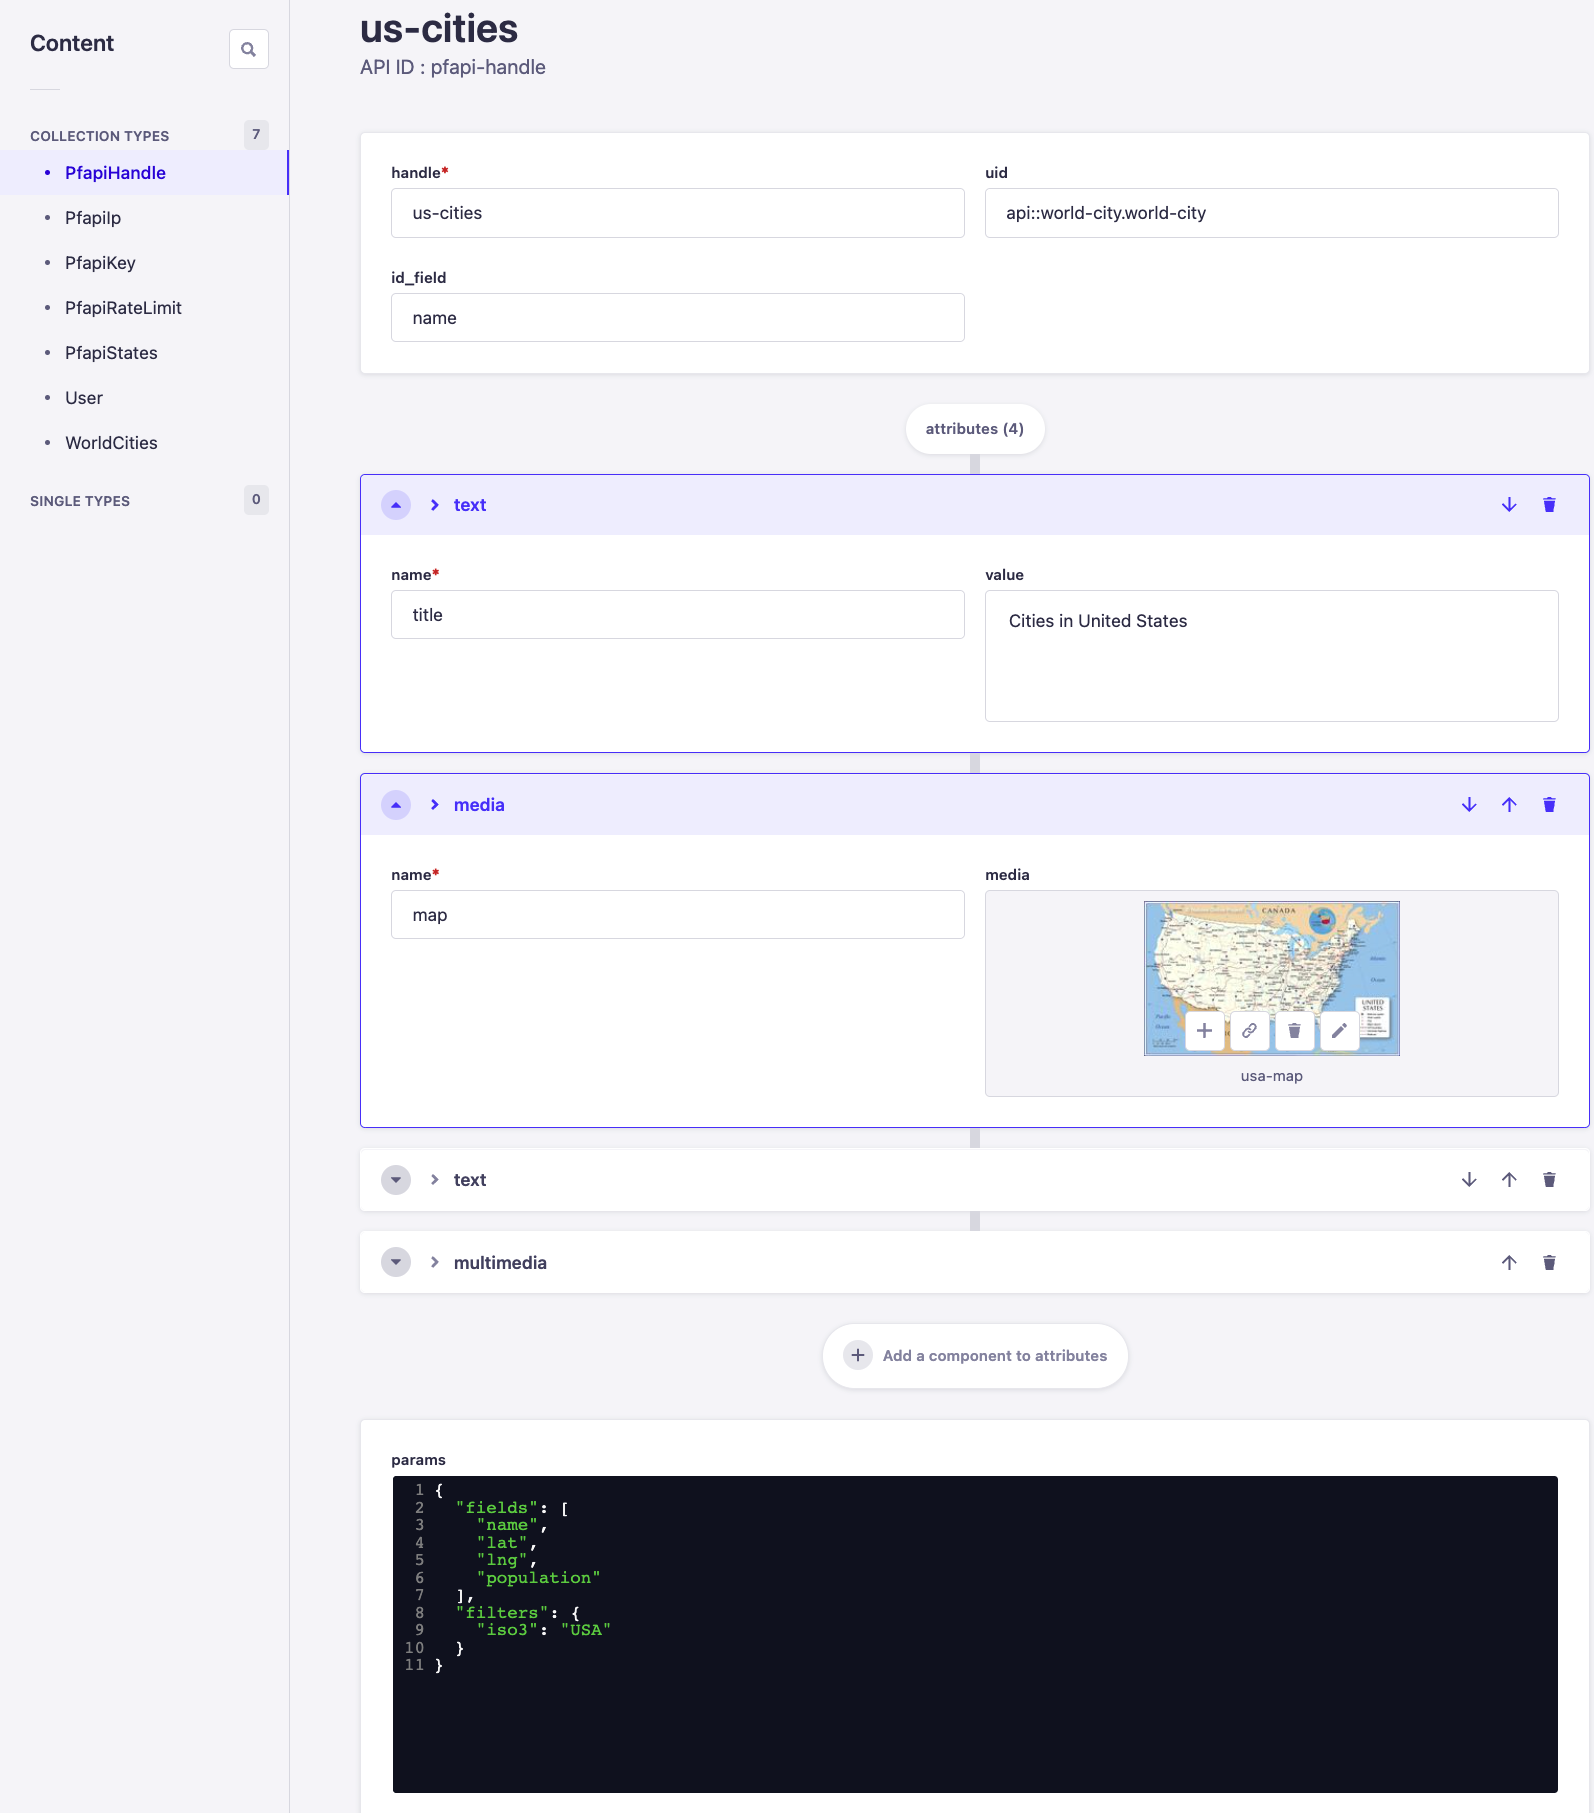 Content
COLLECTION TYPES 7
PfapiHandle
PfapiIp
PfapiKey
PfapiRateLimit
PfapiStates
User
WorldCities
SINGLE TYPES 0
us-cities
API ID : pfapi-handle
handle* uid
us-cities api::world-city.world-city
id_field
name
attributes (4)
text
name* value
title Cities in United States
media
name* media
map
CANADA
Atlantic
Ocean
UNITED
STATES
Pacific
Ocean
usa-map
text
multimedia
Add a component to attributes
params
1 {
2 "fields": [
3 "name",
4 "lat",
5 "lng",
6 "population"
7 ],
8 "filters": {
9 "iso3": "USA"
10 }
11 }